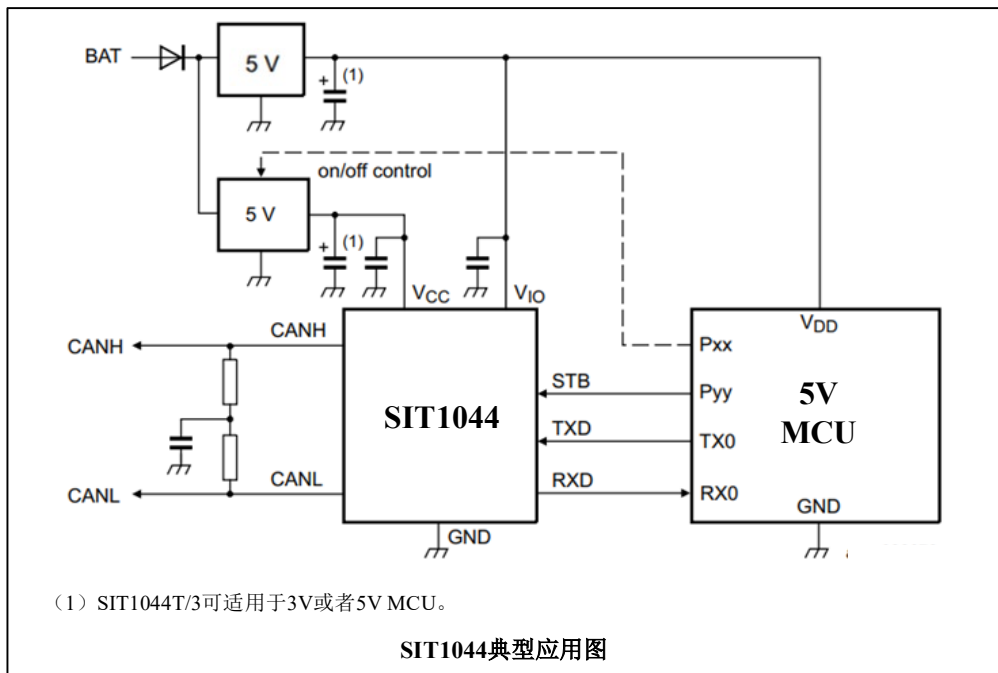 BAT
5 V
+
(1)
on/off control
5 V
+
(1)
VCC
VIO
VDD
CANH
CANH
Pxx
STB
Pyy
5V
MCU
SIT1044
TXD
TX0
CANL
CANL
RXD
RX0
GND
GND
(1)SIT1044T/3可适用于3V或者5V MCU。
SIT1044典型应用图